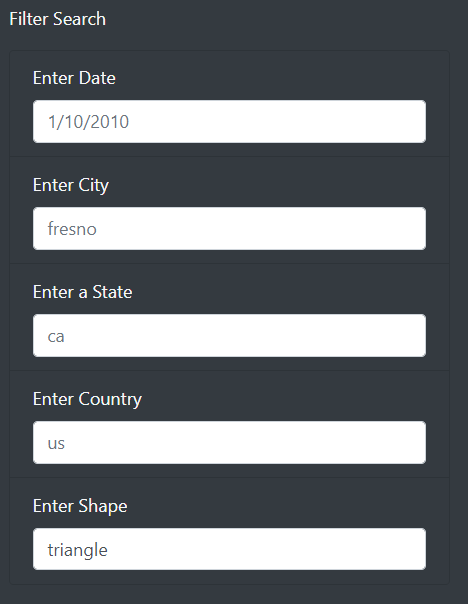 Filter Search
Enter Date
1/10/2010
Enter City
fresno
Enter a State
ca
Enter Country
us
Enter Shape
triangle